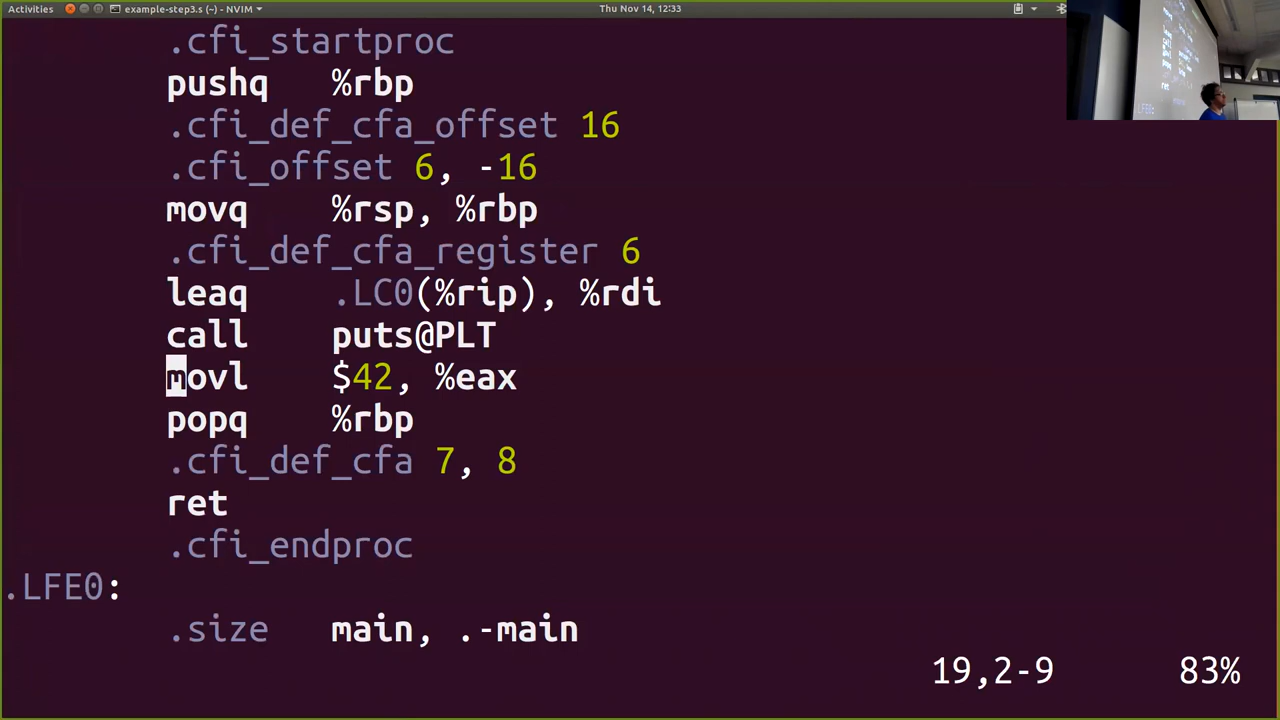 Activities example-step3.s (~) - NVIM Thu Nov 14, 12:33
.cfi_startproc
pushq %rbp
.cfi_def_cfa_offset 16
.cfi_offset 6, -16
movq %rsp, %rbp
.cfi_def_cfa_register 6
leaq .LC0(%rip), %rdi
call puts@PLT
movl $42, %eax
popq %rbp
.cfi_def_cfa 7, 8
ret
.cfi_endproc
.LFE0:
.size main, .-main
19,2-9 83%